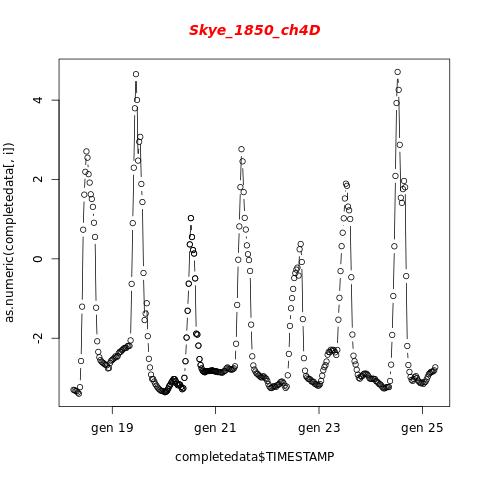 Skye_1850_ch4D
as.numeric(completedata[, i])
4
2
0
-2
gen 19
gen 21
gen 23
gen 25
completedata$TIMESTAMP